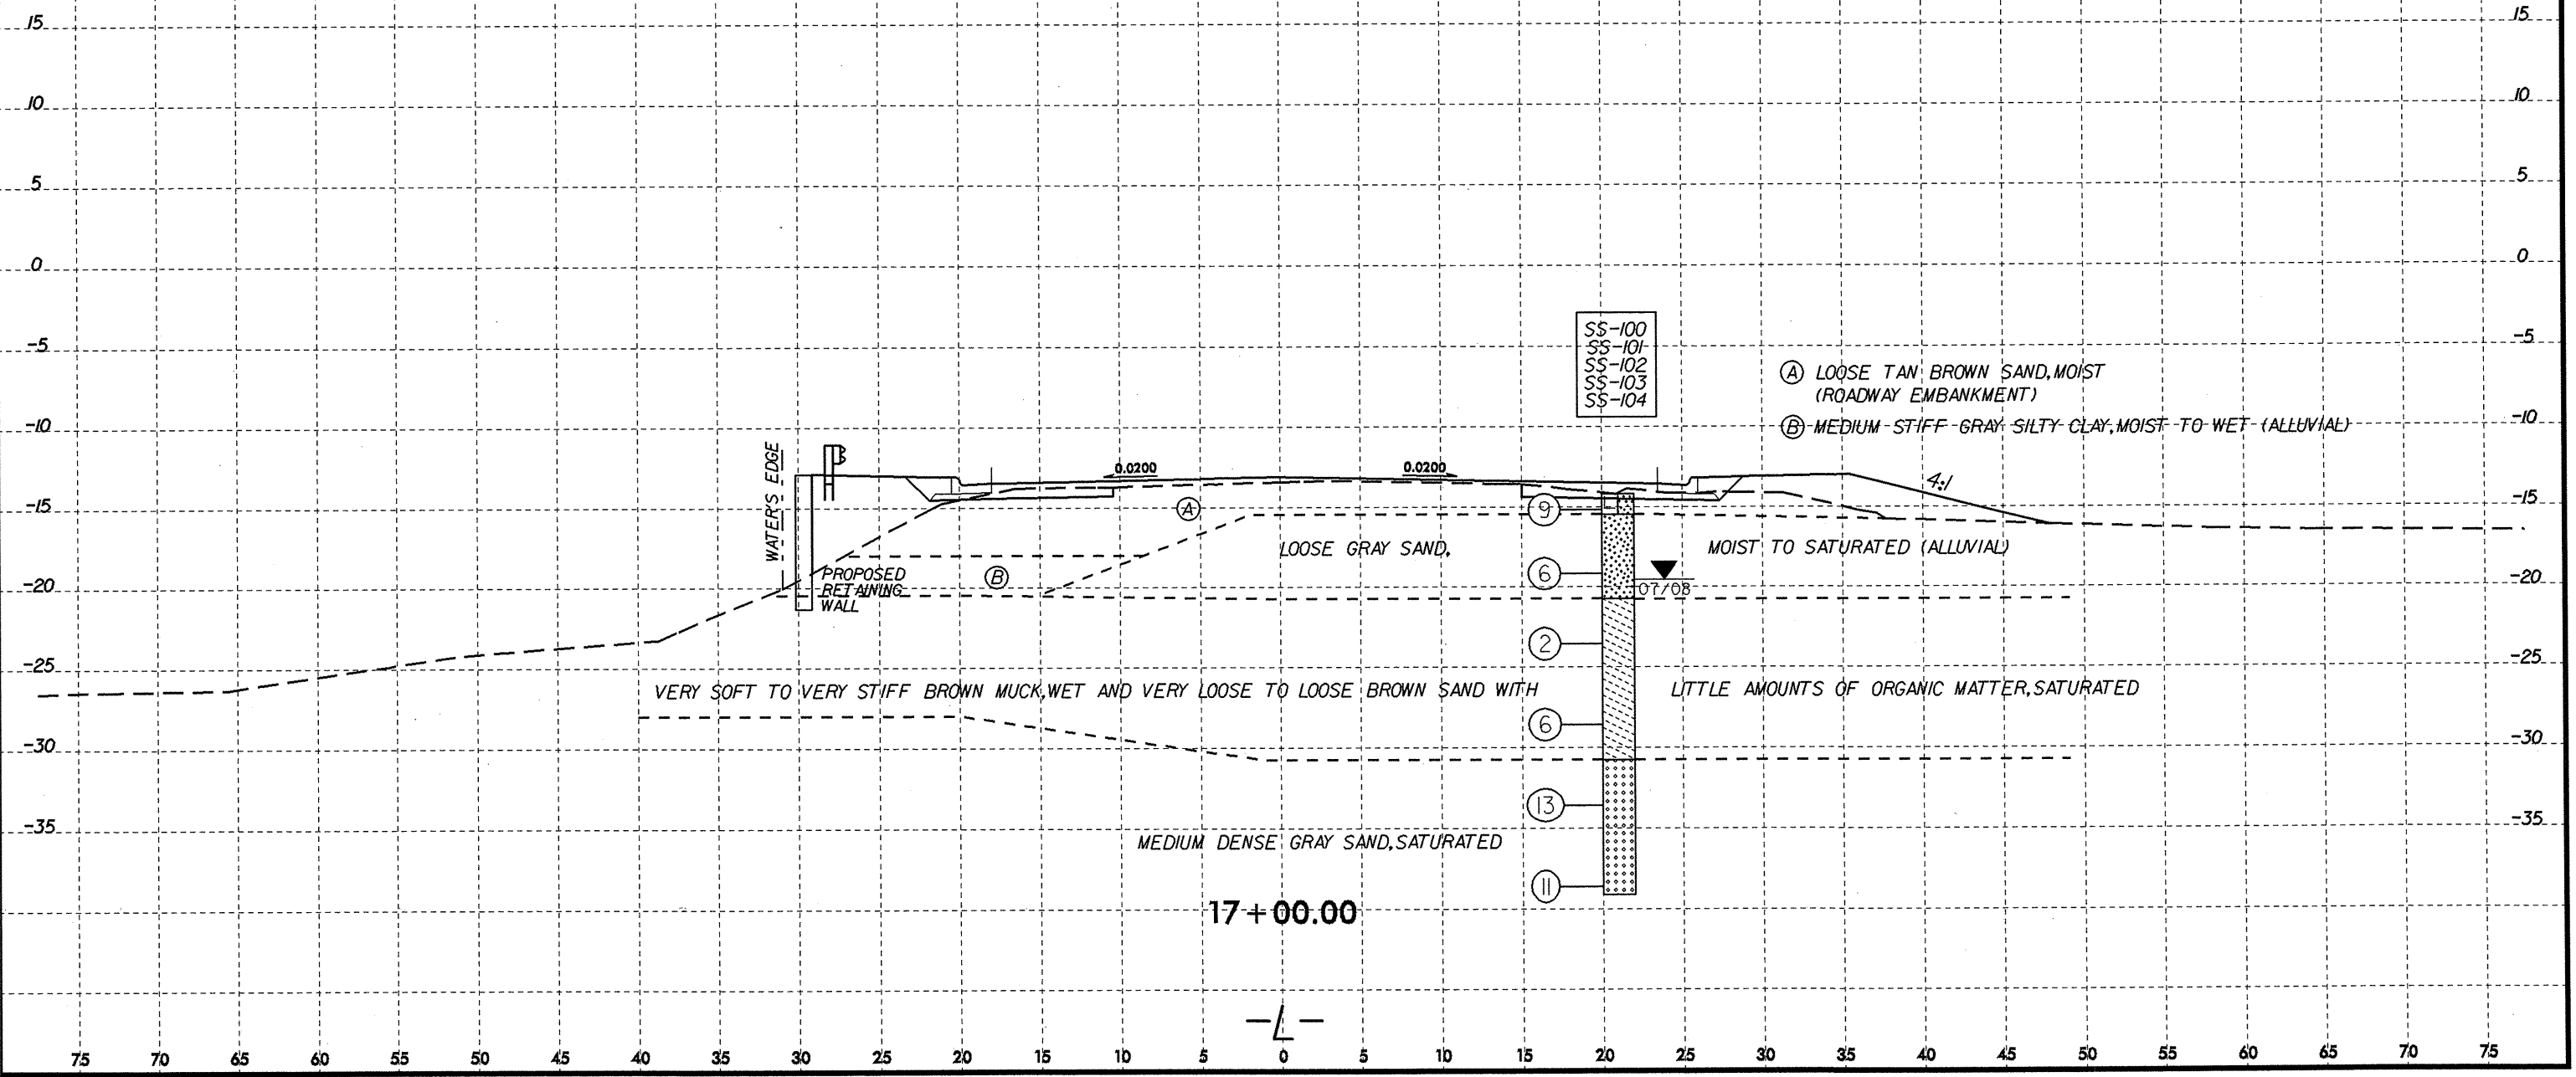 15 15
10 10
5 5
0 0
-5 -5
SS-100
SS-101
SS-102
SS-103
SS-104
Ⓐ LOOSE TAN BROWN SAND, MOIST
(ROADWAY EMBANKMENT)
-10 -10
Ⓑ MEDIUM STIFF GRAY SILTY CLAY, MOIST TO WET (ALLUVIAL)
WATER'S EDGE
0.0200 0.0200
4:1
-15 -15
A
9
LOOSE GRAY SAND, MOIST TO SATURATED (ALLUVIAL)
PROPOSED
RETAINING
WALL
B
6
-20 -20
07/08
2
-25 -25
VERY SOFT TO VERY STIFF BROWN MUCK, WET AND VERY LOOSE TO LOOSE BROWN SAND WITH LITTLE AMOUNTS OF ORGANIC MATTER, SATURATED
6
-30 -30
13
-35 -35
MEDIUM DENSE GRAY SAND, SATURATED
11
17+00.00
-L-
75 70 65 60 55 50 45 40 35 30 25 20 15 10 5 0 5 10 15 20 25 30 35 40 45 50 55 60 65 70 75